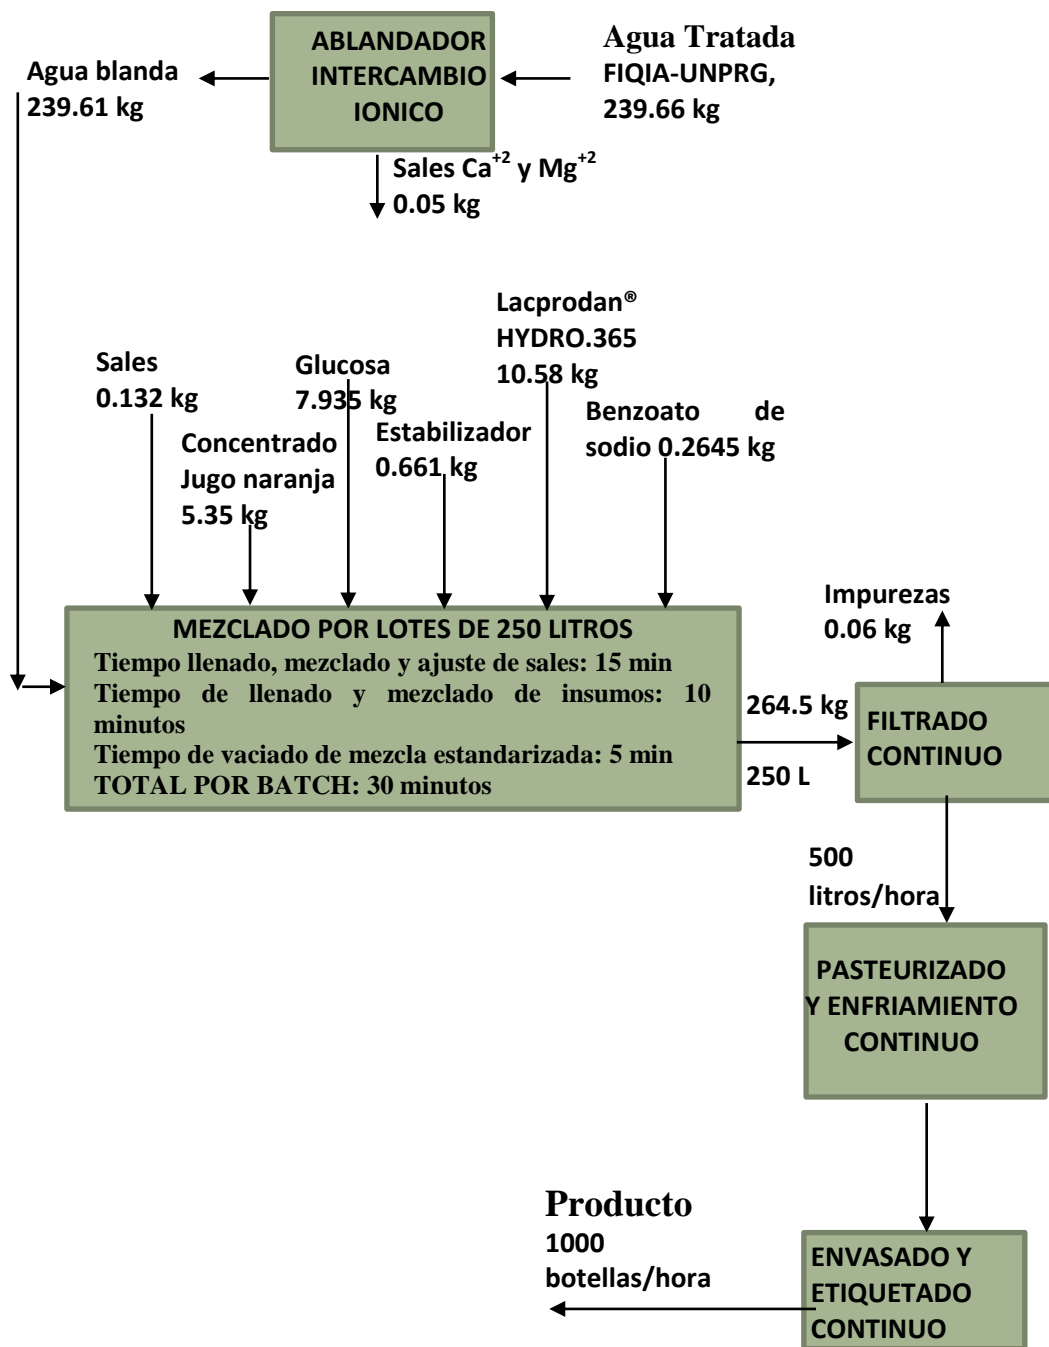 ABLANDADOR
INTERCAMBIO
IONICO
Agua Tratada
FIQIA-UNPRG,
239.66 kg
Agua blanda
239.61 kg
Sales Ca+2 y Mg+2
0.05 kg
Sales
0.132 kg
Concentrado
Jugo naranja
5.35 kg
Glucosa
7.935 kg
Estabilizador
0.661 kg
Lacprodan®
HYDRO.365
10.58 kg
Benzoato de
sodio 0.2645 kg
MEZCLADO POR LOTES DE 250 LITROS
Tiempo llenado, mezclado y ajuste de sales: 15 min
Tiempo de llenado y mezclado de insumos: 10
minutos
Tiempo de vaciado de mezcla estandarizada: 5 min
TOTAL POR BATCH: 30 minutos
264.5 kg
250 L
Impurezas
0.06 kg
FILTRADO
CONTINUO
500
litros/hora
PASTEURIZADO
Y ENFRIAMIENTO
CONTINUO
Producto
1000
botellas/hora
ENVASADO Y
ETIQUETADO
CONTINUO